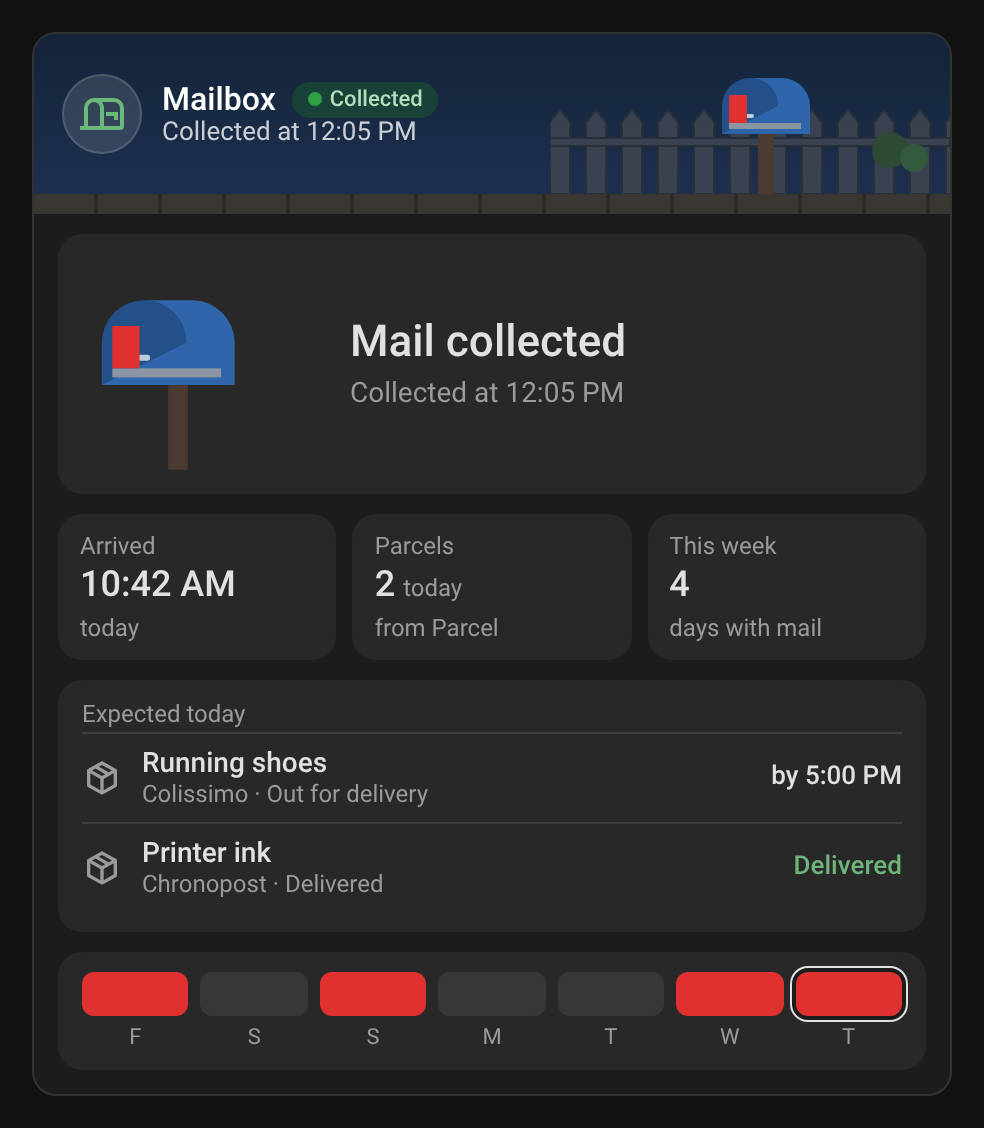 Mailbox Collected
Collected at 12:05 PM
Mail collected
Collected at 12:05 PM
Arrived
10:42 AM
today
Parcels
2 today
from Parcel
This week
4
days with mail
Expected today
Running shoes
Colissimo · Out for delivery
by 5:00 PM
Printer ink
Chronopost · Delivered
Delivered
F S S M T W T